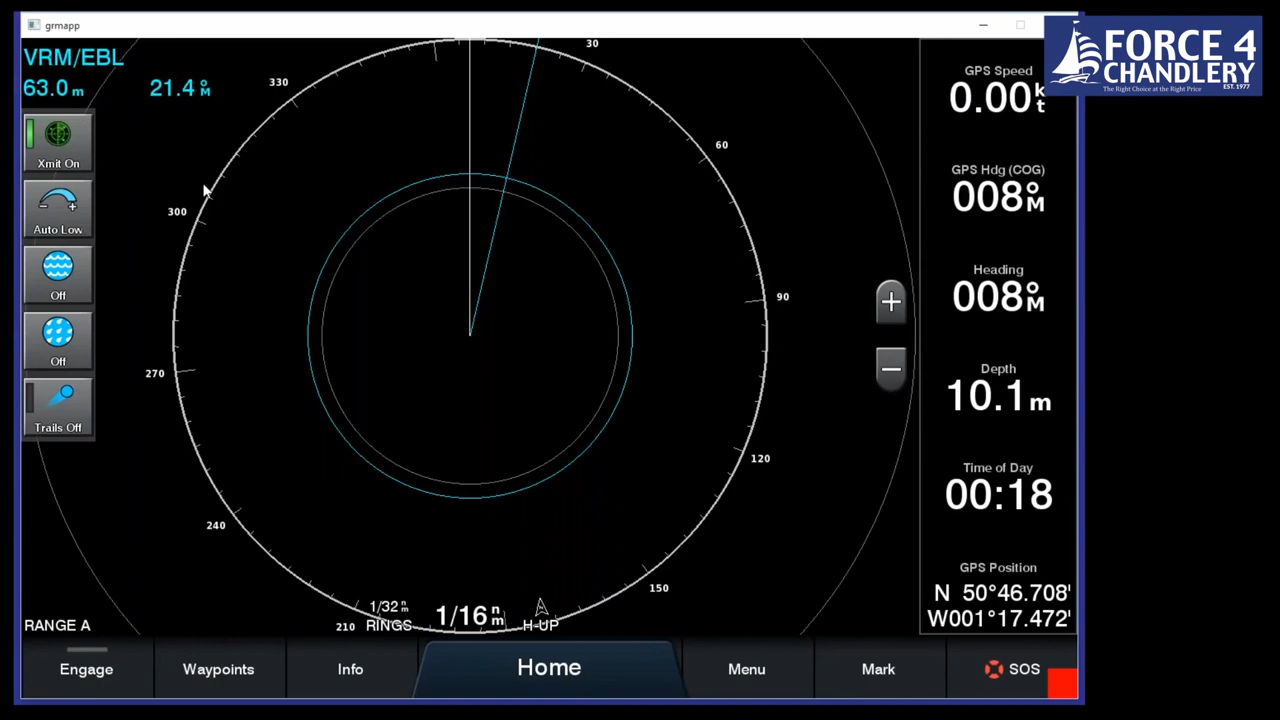 grmapp
FORCE 4
CHANDLERY
EST. 1977
The Right Choice at the Right Price
VRM/EBL
63.0 m 21.4 °M
Xmit On
Auto Low
Off
Off
Trails Off
30
60
90
120
150
210
240
270
300
330
1/32 nm
RINGS
1/16 nm
H-UP
N
RANGE A
GPS Speed
0.00 kt
GPS Hdg (COG)
008°M
Heading
008°M
Depth
10.1 m
Time of Day
00:18
GPS Position
N 50°46.708'
W001°17.472'
Engage
Waypoints
Info
Home
Menu
Mark
SOS